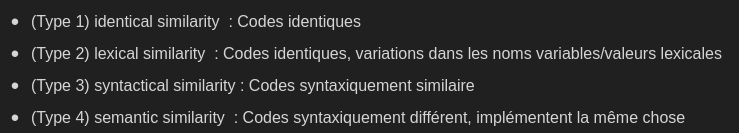 • (Type 1) identical similarity : Codes identiques
• (Type 2) lexical similarity : Codes identiques, variations dans les noms variables/valeurs lexicales
• (Type 3) syntactical similarity : Codes syntaxiquement similaire
• (Type 4) semantic similarity : Codes syntaxiquement différent, implémentent la même chose